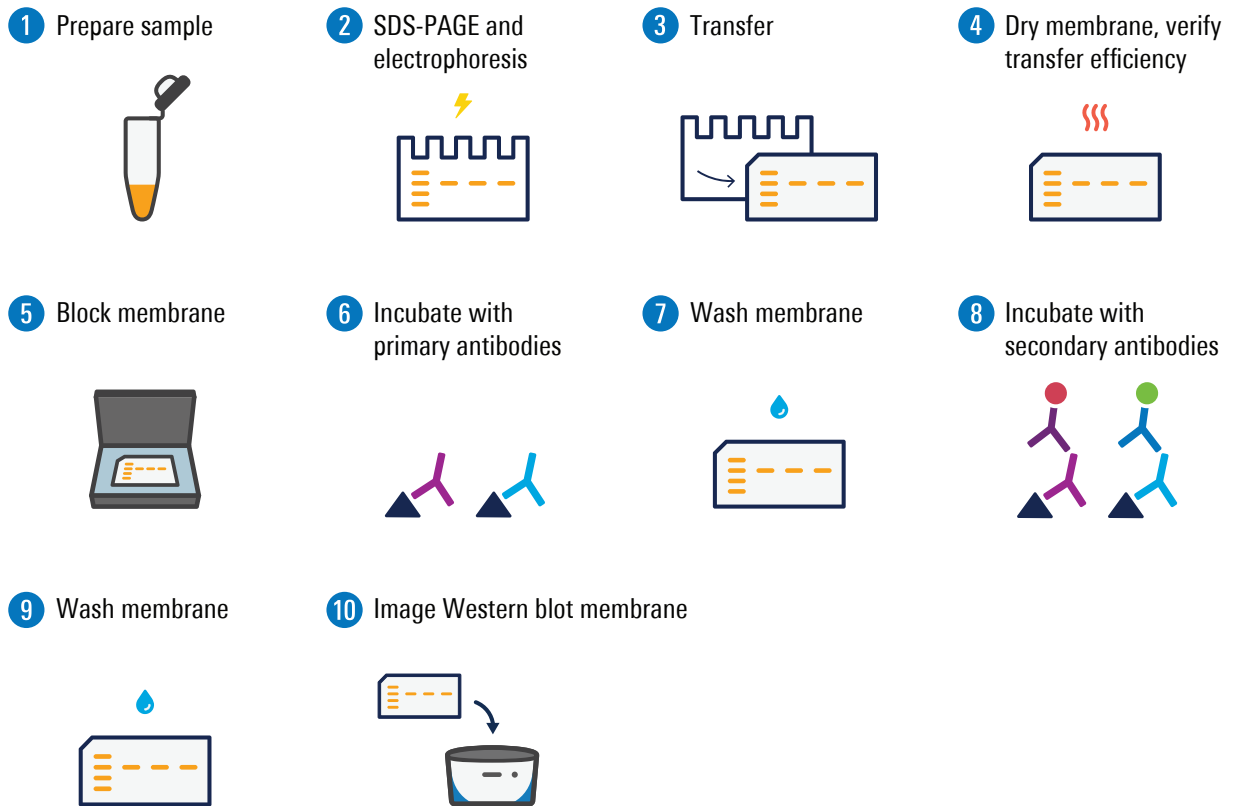 1 Prepare sample
2 SDS-PAGE and
electrophoresis
3 Transfer
4 Dry membrane, verify
transfer efficiency
5 Block membrane
6 Incubate with
primary antibodies
7 Wash membrane
8 Incubate with
secondary antibodies
9 Wash membrane
10 Image Western blot membrane